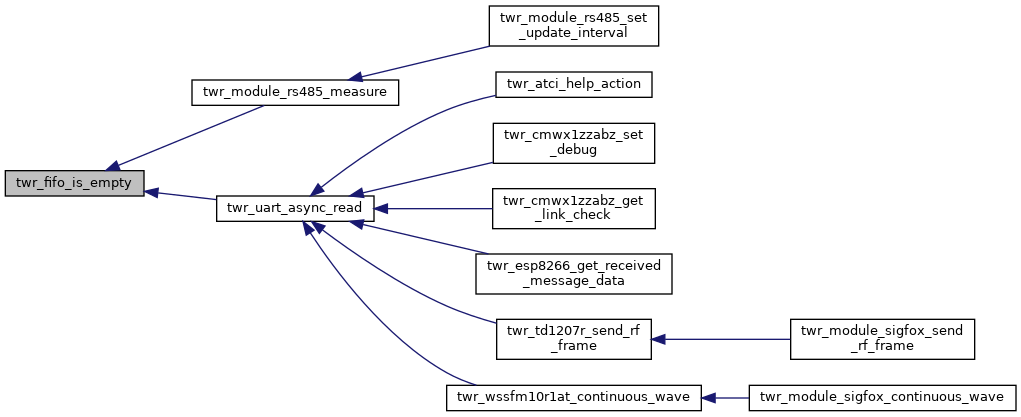 twr_module_rs485_set
_update_interval
twr_module_rs485_measure
twr_atci_help_action
twr_cmwx1zzabz_set
_debug
twr_fifo_is_empty
twr_uart_async_read
twr_cmwx1zzabz_get
_link_check
twr_esp8266_get_received
_message_data
twr_td1207r_send_rf
_frame
twr_module_sigfox_send
_rf_frame
twr_wssfm10r1at_continuous_wave
twr_module_sigfox_continuous_wave